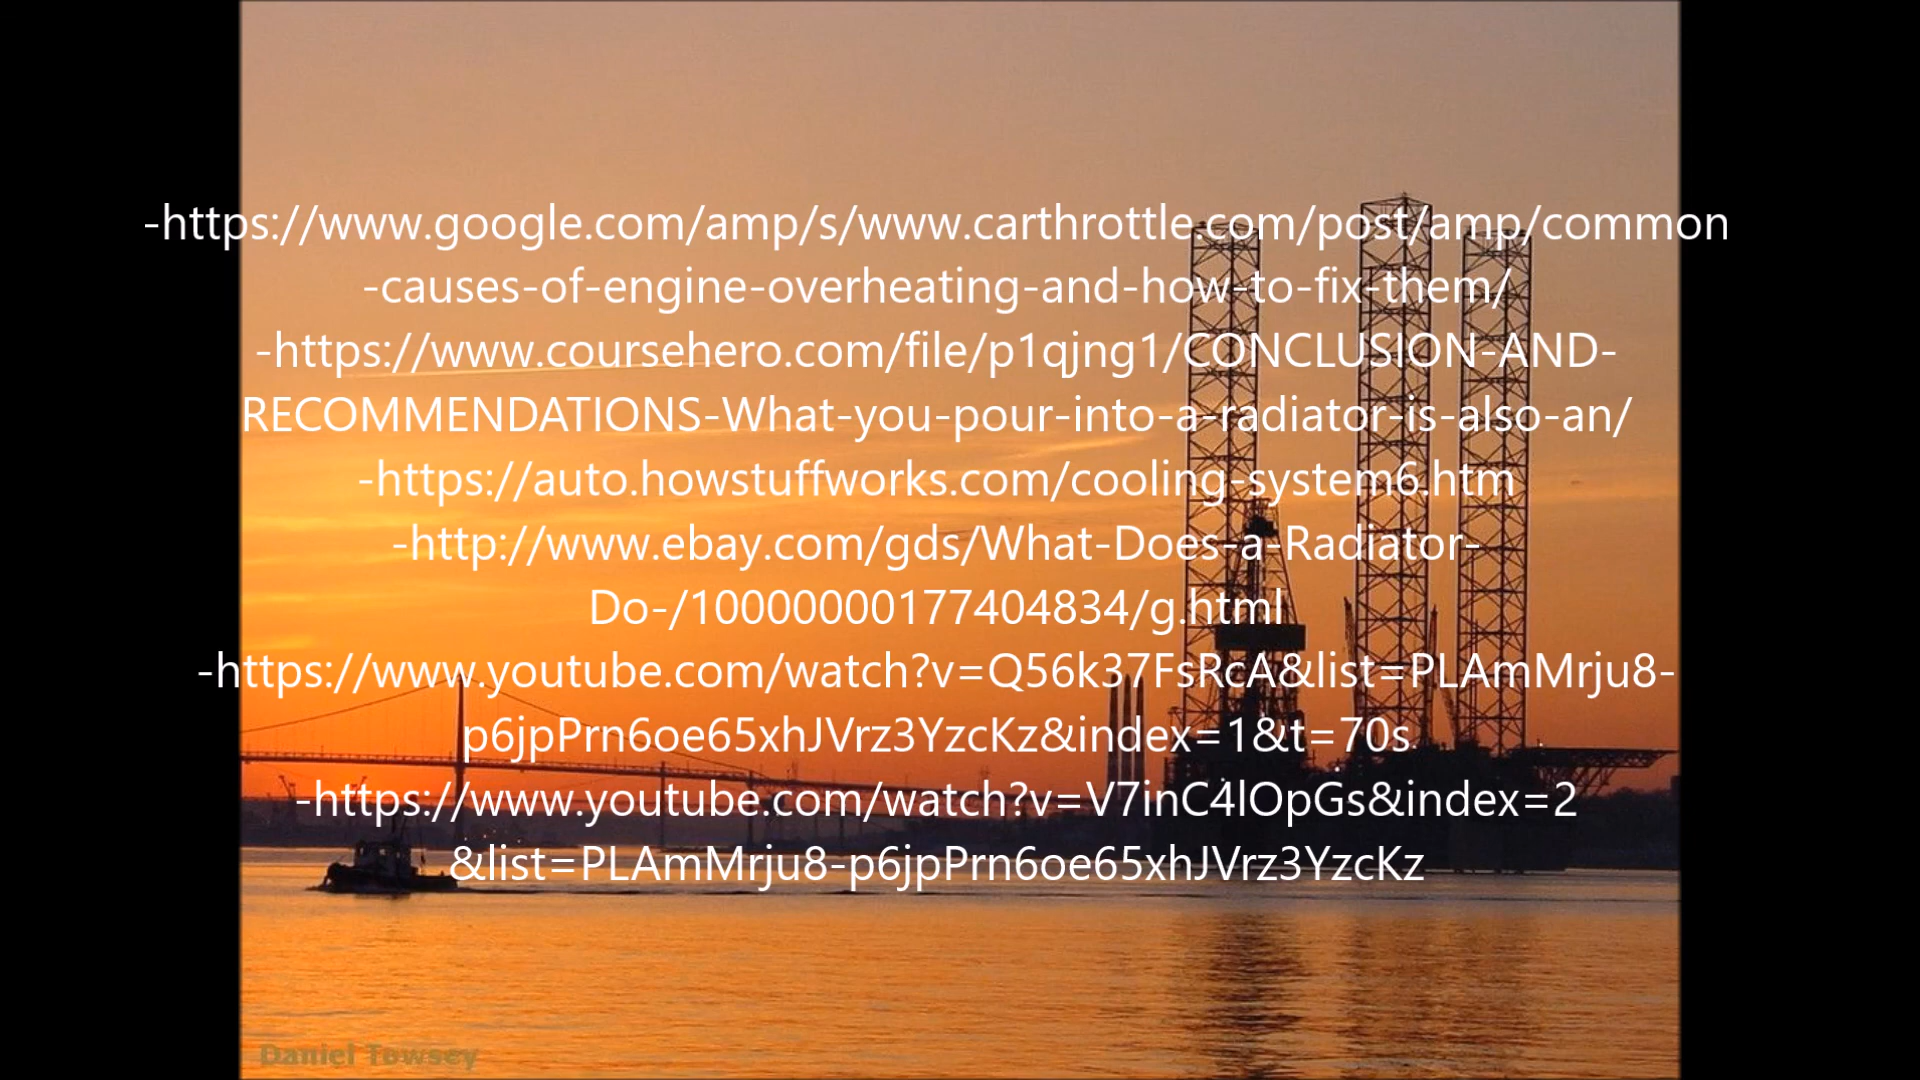 -https://www.google.com/amp/s/www.carthrottle.com/post/amp/common
-causes-of-engine-overheating-and-how-to-fix-them/
-https://www.coursehero.com/file/p1qjng1/CONCLUSION-AND-
RECOMMENDATIONS-What-you-pour-into-a-radiator-is-also-an/
-https://auto.howstuffworks.com/cooling-system6.htm
-http://www.ebay.com/gds/What-Does-a-Radiator-
Do-/10000000177404834/g.html
-https://www.youtube.com/watch?v=Q56k37FsRcA&list=PLAmMrju8-
p6jpPrn6oe65xhJVrz3YzcKz&index=1&t=70s
-https://www.youtube.com/watch?v=V7inC4lOpGs&index=2
&list=PLAmMrju8-p6jpPrn6oe65xhJVrz3YzcKz
Daniel Towsey